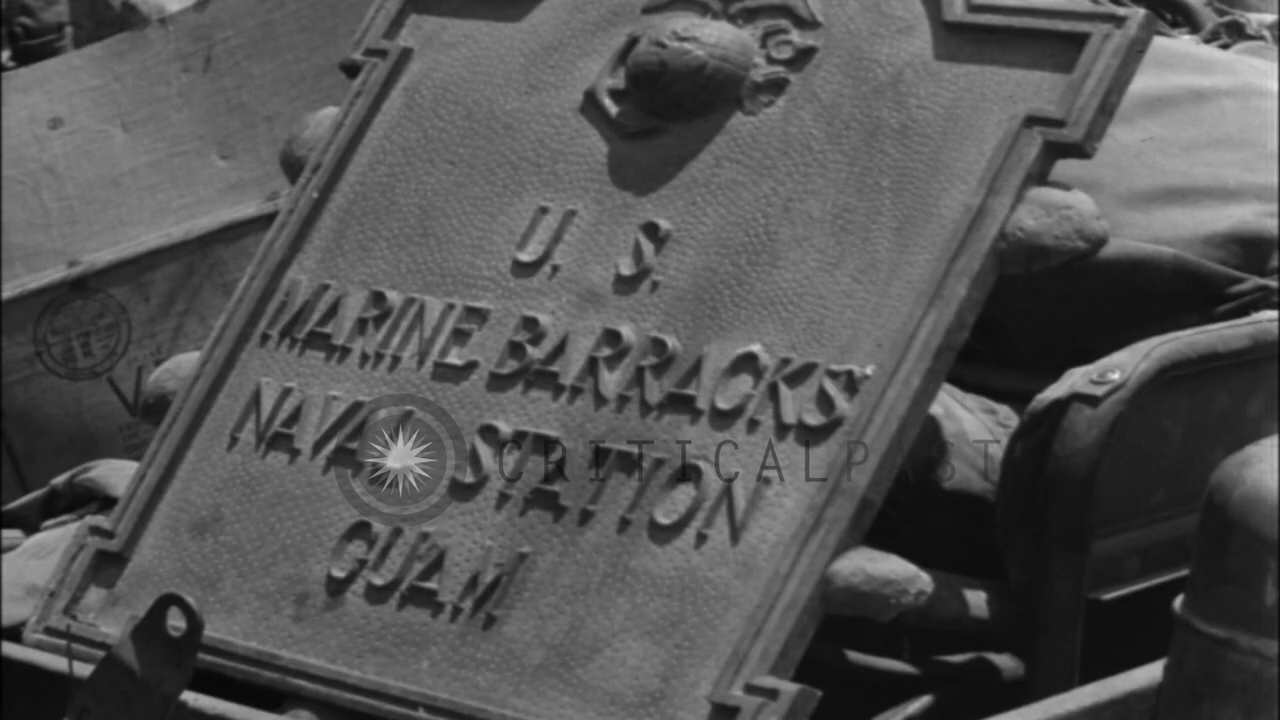 U. S.
MARINE BARRACKS
NAVAL STATION
GUAM
CRITICALPAST